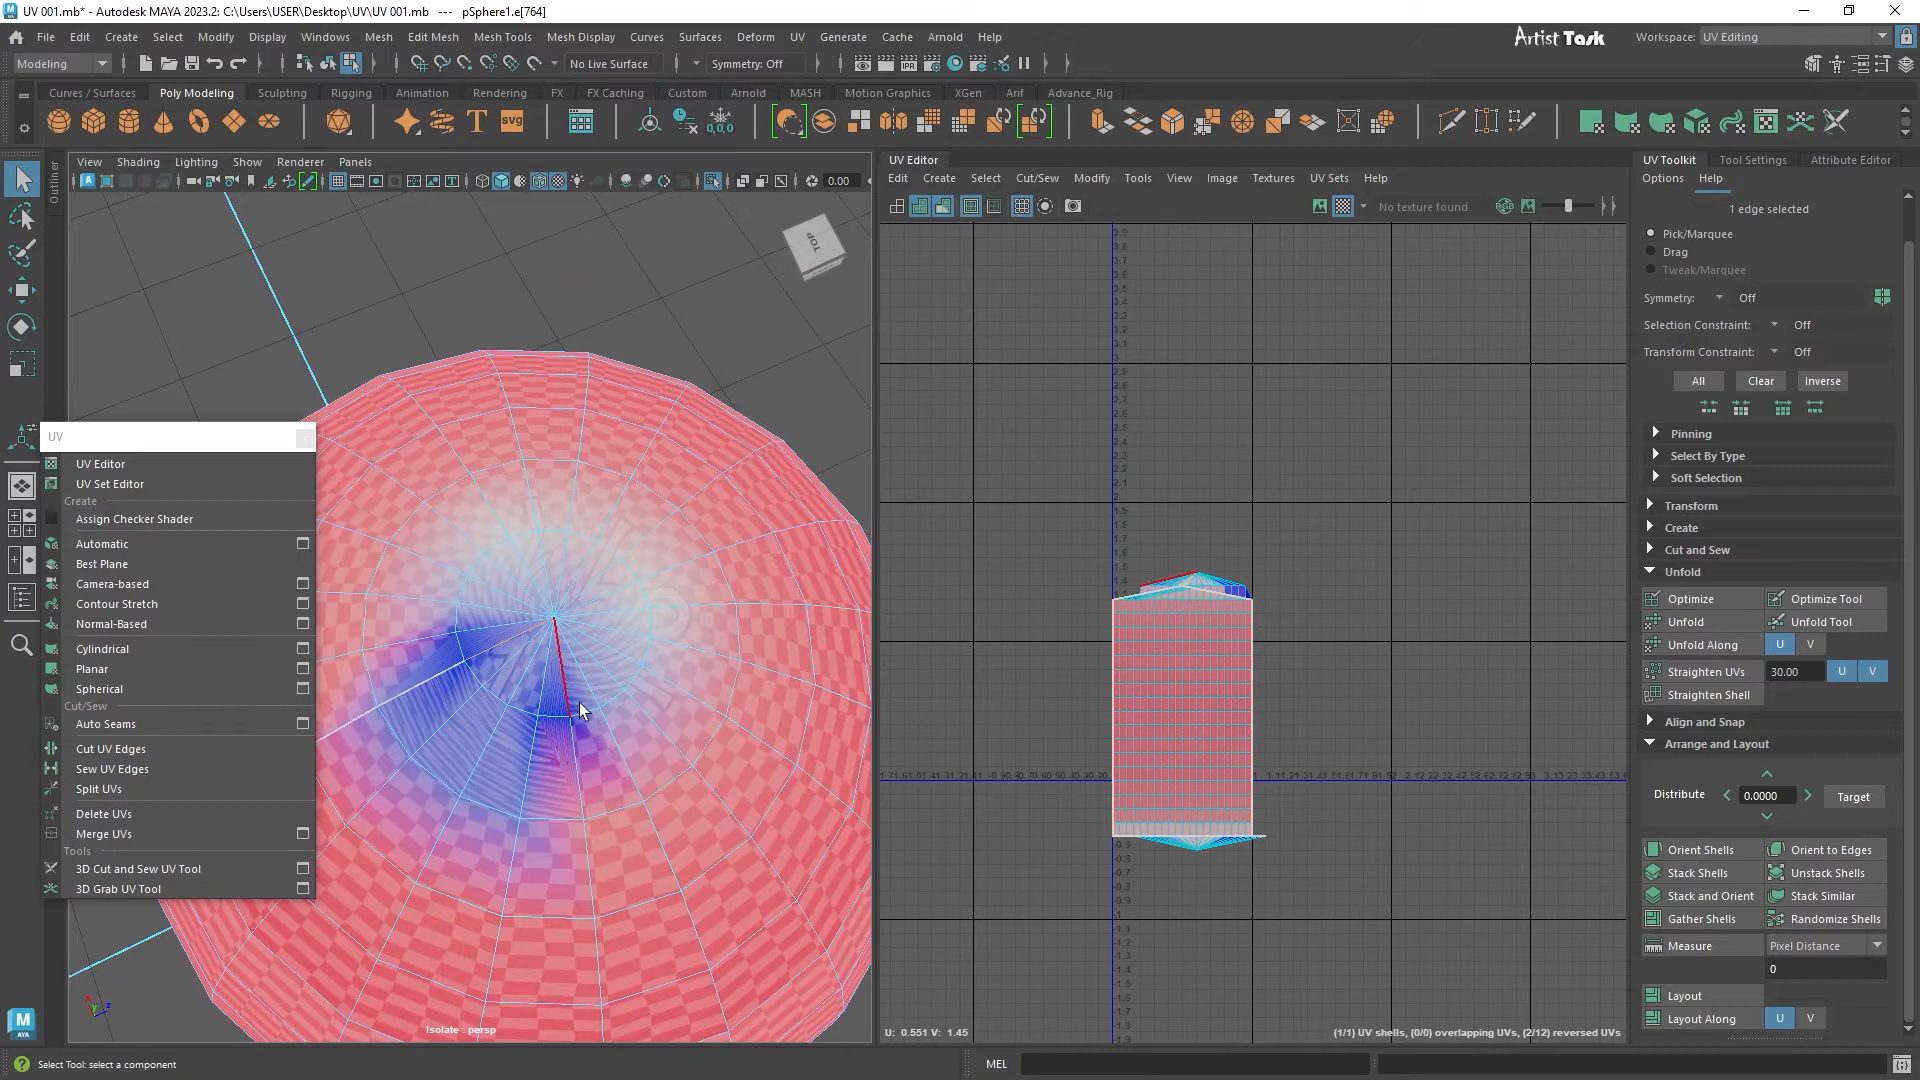 UV 001.mb* - Autodesk MAYA 2023.2: C:\Users\USER\Desktop\UV\UV 001.mb   ---   pSphere1.e[764]
File Edit Create Select Modify Display Windows Mesh Edit Mesh Mesh Tools Mesh Display Curves Surfaces Deform UV Generate Cache Arnold Help
Artist Task
Workspace: UV Editing
Modeling
No Live Surface
Symmetry: Off
IPR
Curves / Surfaces Poly Modeling Sculpting Rigging Animation Rendering FX FX Caching Custom Arnold MASH Motion Graphics XGen Arif Advance_Rig
T svg 0,0,0
View Shading Lighting Show Renderer Panels
0.00
Outliner
TOP
UV
UV Editor
UV Set Editor
Create
Assign Checker Shader
Automatic
Best Plane
Camera-based
Contour Stretch
Normal-Based
Cylindrical
Planar
Spherical
Cut/Sew
Auto Seams
Cut UV Edges
Sew UV Edges
Split UVs
Delete UVs
Merge UVs
Tools
3D Cut and Sew UV Tool
3D Grab UV Tool
Isolate : persp
M
AYA
UV Editor
Edit Create Select Cut/Sew Modify Tools View Image Textures UV Sets Help
No texture found
RGB
U: 0.551 V: 1.45
(1/1) UV shells, (0/0) overlapping UVs, (2/12) reversed UVs
UV Toolkit Tool Settings Attribute Editor
Options Help
1 edge selected
Pick/Marquee
Drag
Tweak/Marquee
Symmetry: Off
Selection Constraint: Off
Transform Constraint: Off
All Clear Inverse
Pinning
Select By Type
Soft Selection
Transform
Create
Cut and Sew
Unfold
Optimize Optimize Tool
Unfold Unfold Tool
Unfold Along U V
Straighten UVs 30.00 U V
Straighten Shell
Align and Snap
Arrange and Layout
Distribute 0.0000 Target
Orient Shells Orient to Edges
Stack Shells Unstack Shells
Stack and Orient Stack Similar
Gather Shells Randomize Shells
Measure Pixel Distance
0
Layout
Layout Along U V
Select Tool: select a component
MEL